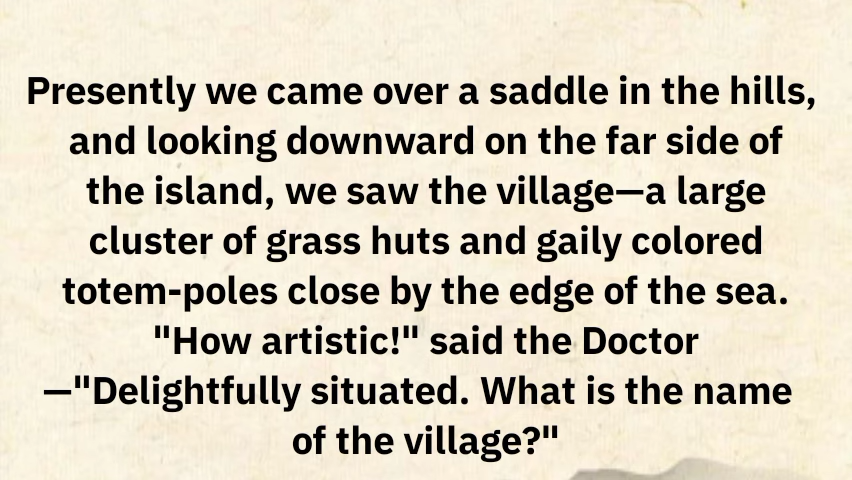 Presently we came over a saddle in the hills,
and looking downward on the far side of
the island, we saw the village—a large
cluster of grass huts and gaily colored
totem-poles close by the edge of the sea.
"How artistic!" said the Doctor
—"Delightfully situated. What is the name
of the village?"